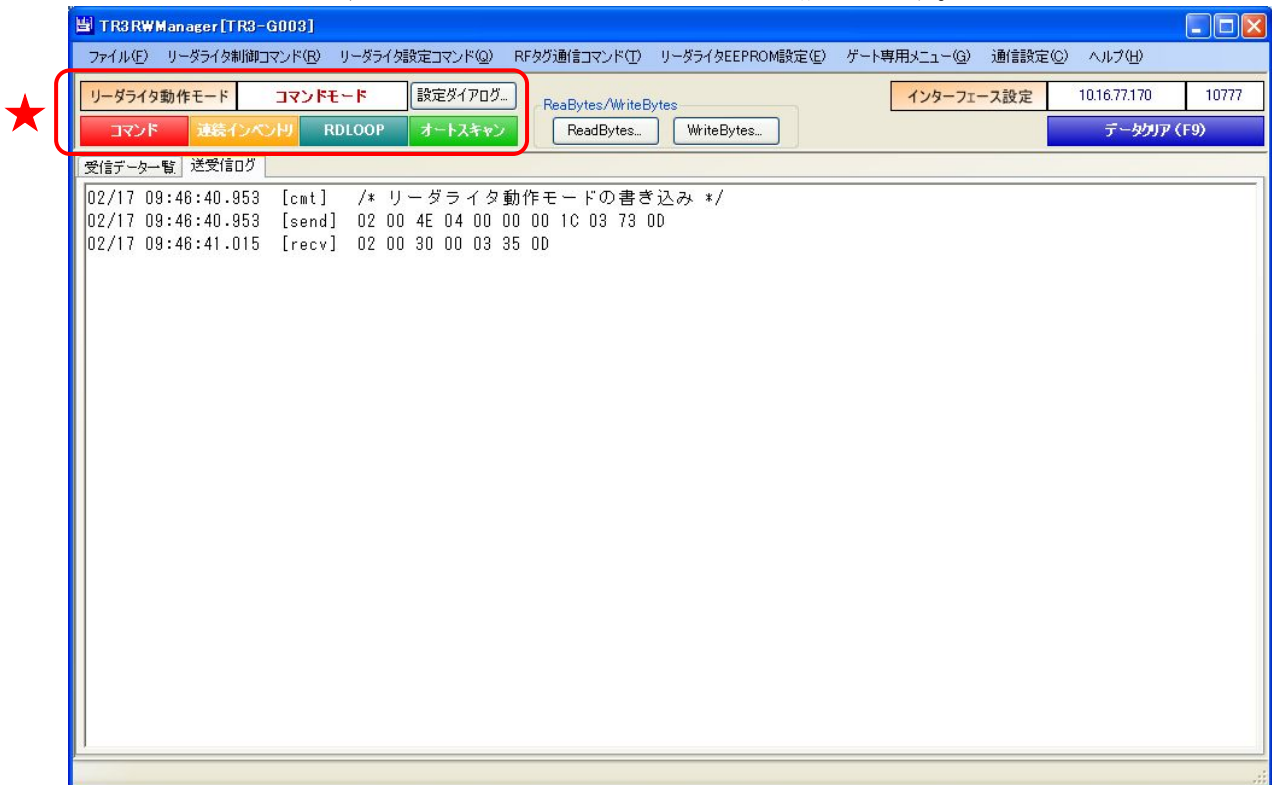 TR3RWManager[TR3-G003]
ファイル(F) リーダライタ制御コマンド(R) リーダライタ設定コマンド(Q) RFタグ通信コマンド(T) リーダライタEEPROM設定(E) ゲート専用メニュー(G) 通信設定(C) ヘルプ(H)
リーダライタ動作モード コマンドモード 設定ダイアログ... ReaBytes/WriteBytes インターフェース設定 10.16.77.170 10777
コマンド 連続インベントリ RDLOOP オートスキャン ReadBytes... WriteBytes... データクリア (F9)
受信データ一覧 送受信ログ
02/17 09:46:40.953 [cmt] /* リーダライタ動作モードの書き込み */
02/17 09:46:40.953 [send] 02 00 4E 04 00 00 00 1C 03 73 0D
02/17 09:46:41.015 [recv] 02 00 30 00 03 35 0D